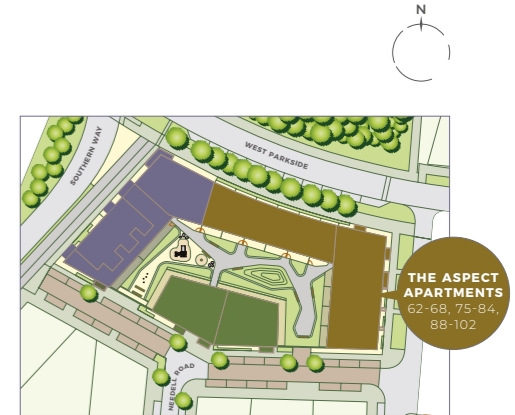 N
SOUTHERN WAY
WEST PARKSIDE
THE ASPECT
APARTMENTS
62-68, 75-84,
88-102
NEEDELL ROAD